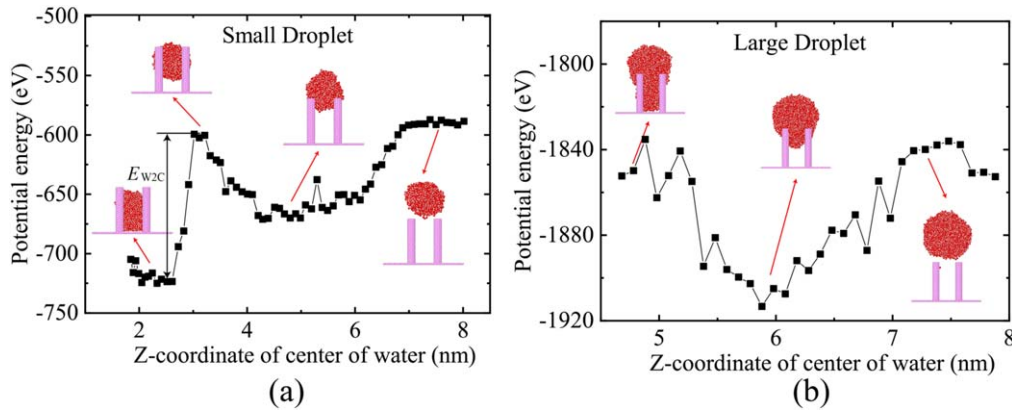 Small Droplet
Potential energy (eV)
-500
-550
-600
-650
-700
-750
E_W2C
2
4
6
8
Z-coordinate of center of water (nm)
(a)
Large Droplet
Potential energy (eV)
-1800
-1840
-1880
-1920
5
6
7
8
Z-coordinate of center of water (nm)
(b)